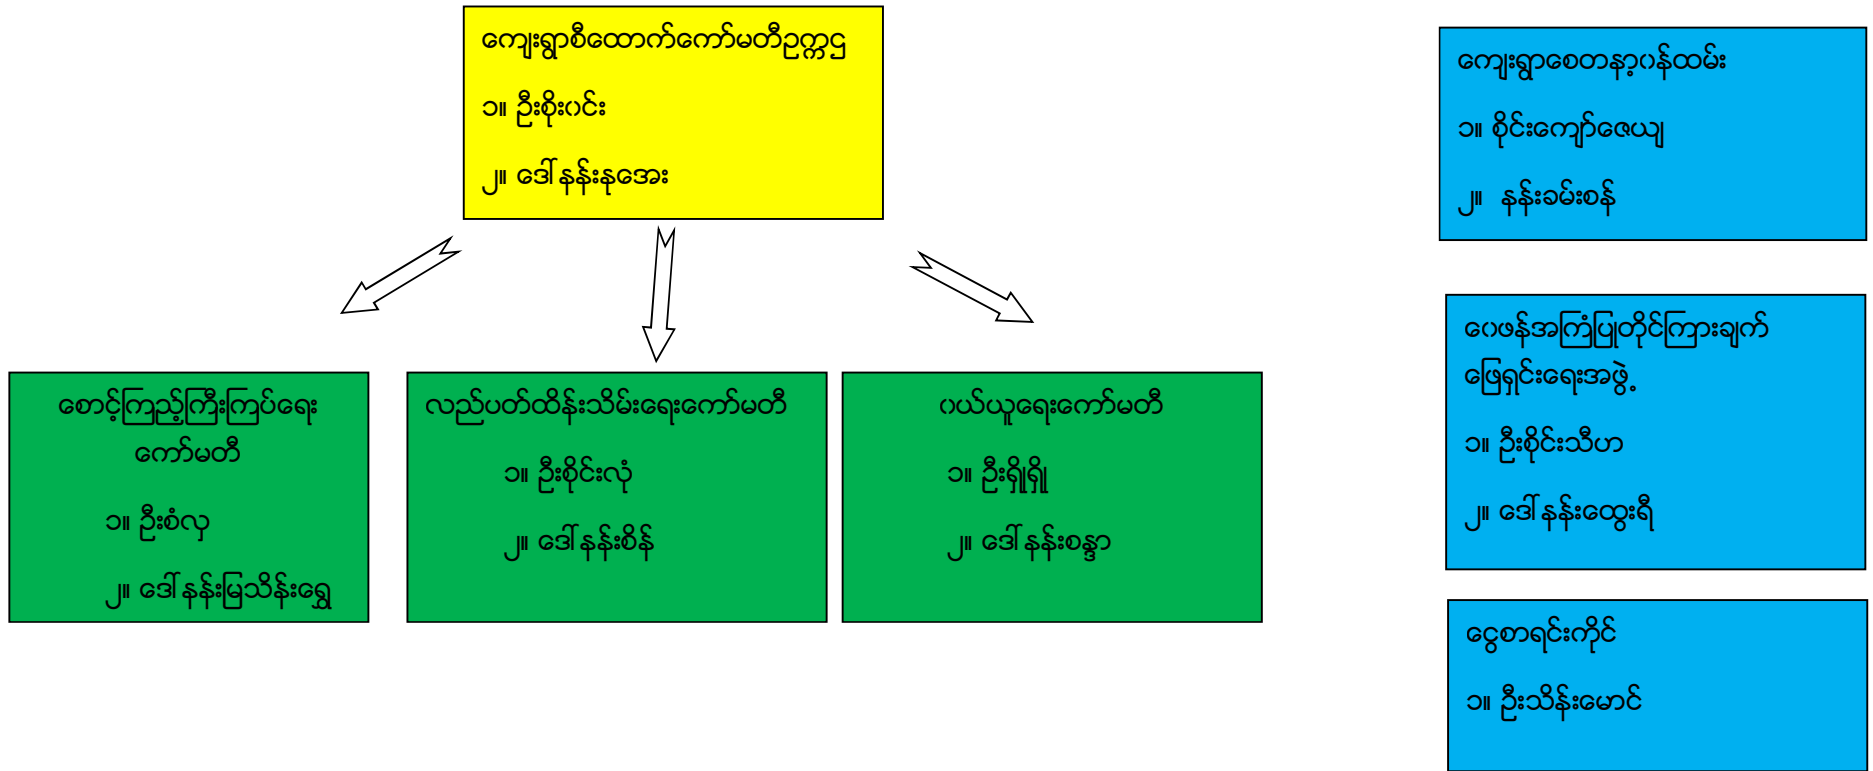 ကျေးရွာစီထောက်ကော်မတီဥက္ကဌ
၁။ ဦးစိုးဝင်း
၂။ ဒေါ်နန်းနုအေး
စောင့်ကြည့်ကြီးကြပ်ရေး
ကော်မတီ
၁။ ဦးစံလှ
၂။ ဒေါ်နန်းမြသိန်းရွှေ
လည်ပတ်ထိန်းသိမ်းရေးကော်မတီ
၁။ ဦးစိုင်းလုံ
၂။ ဒေါ်နန်းစိန်
ဝယ်ယူရေးကော်မတီ
၁။ ဦးရှိုရှို
၂။ ဒေါ်နန်းစန္ဒာ
ကျေးရွာစေတနာ့ဝန်ထမ်း
၁။ စိုင်းကျော်ဇေယျ
၂။ နန်းခမ်းစန်
ဝေဖန်အကြံပြုတိုင်ကြားချက်
ဖြေရှင်းရေးအဖွဲ့
၁။ ဦးစိုင်းသီဟ
၂။ ဒေါ်နန်းထွေးရီ
ငွေစာရင်းကိုင်
၁။ ဦးသိန်းမောင်